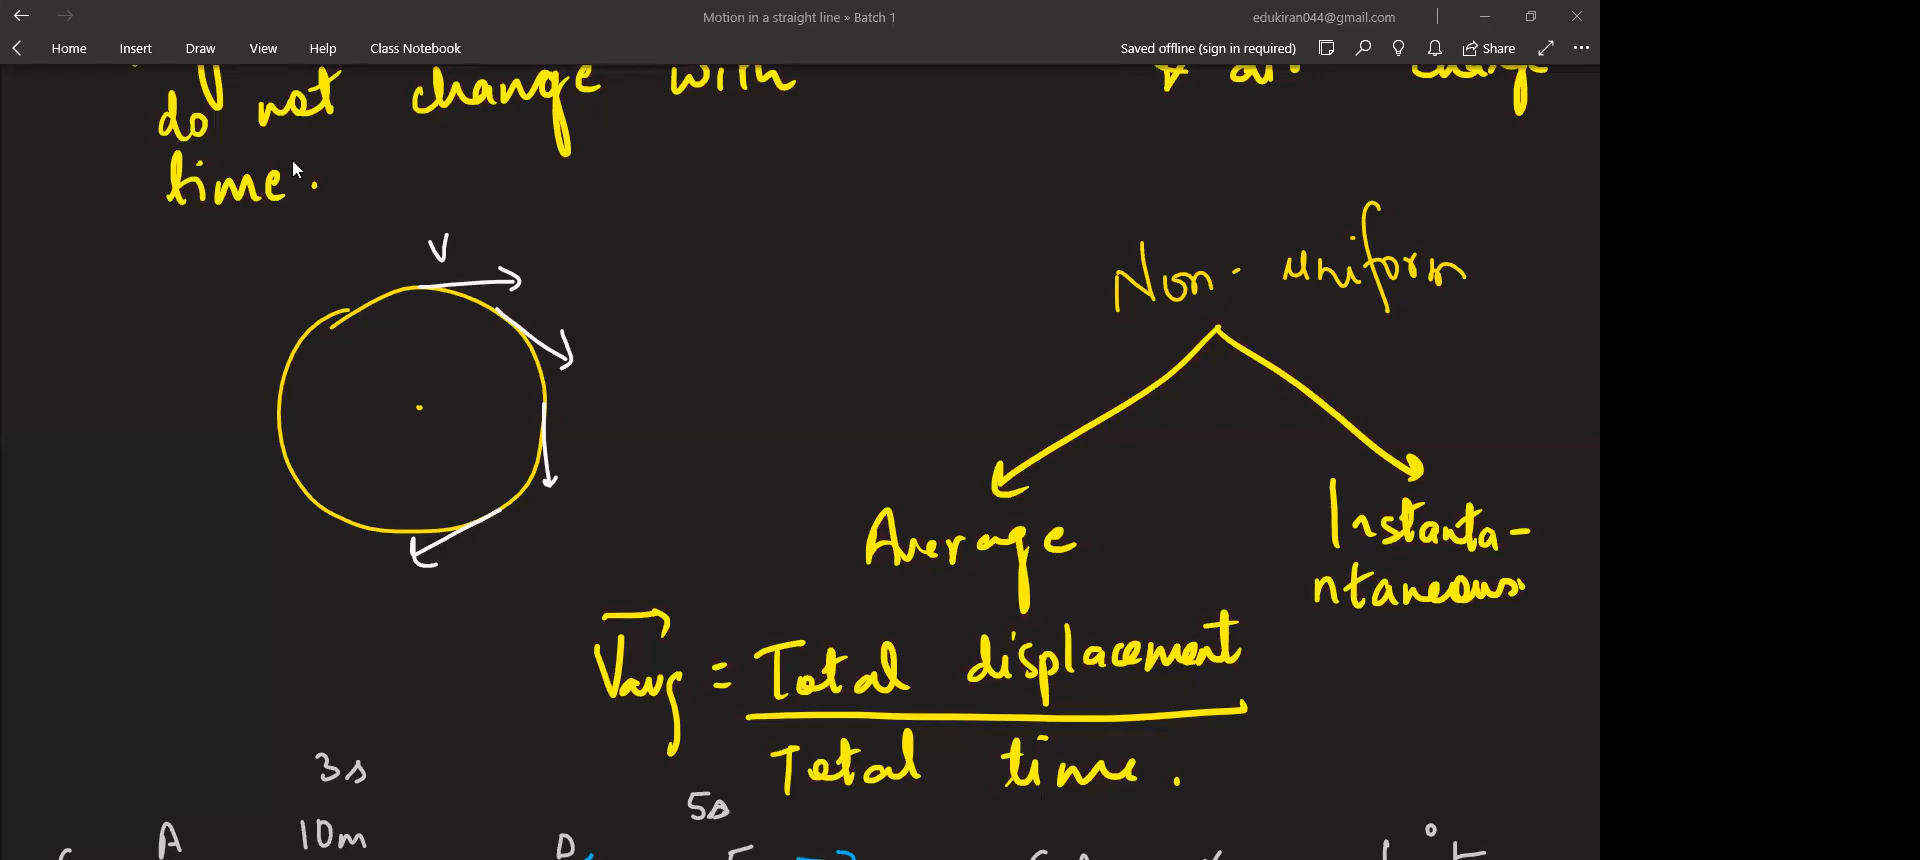 Motion in a straight line » Batch 1
edukiran044@gmail.com
Home Insert Draw View Help Class Notebook
Saved offline (sign in required) Share
do not change with
change
time.
V
Non-uniform
Average
Instanta-
ntaneous
Vavg = Total displacement
Total time.
3s
5s
A 10m